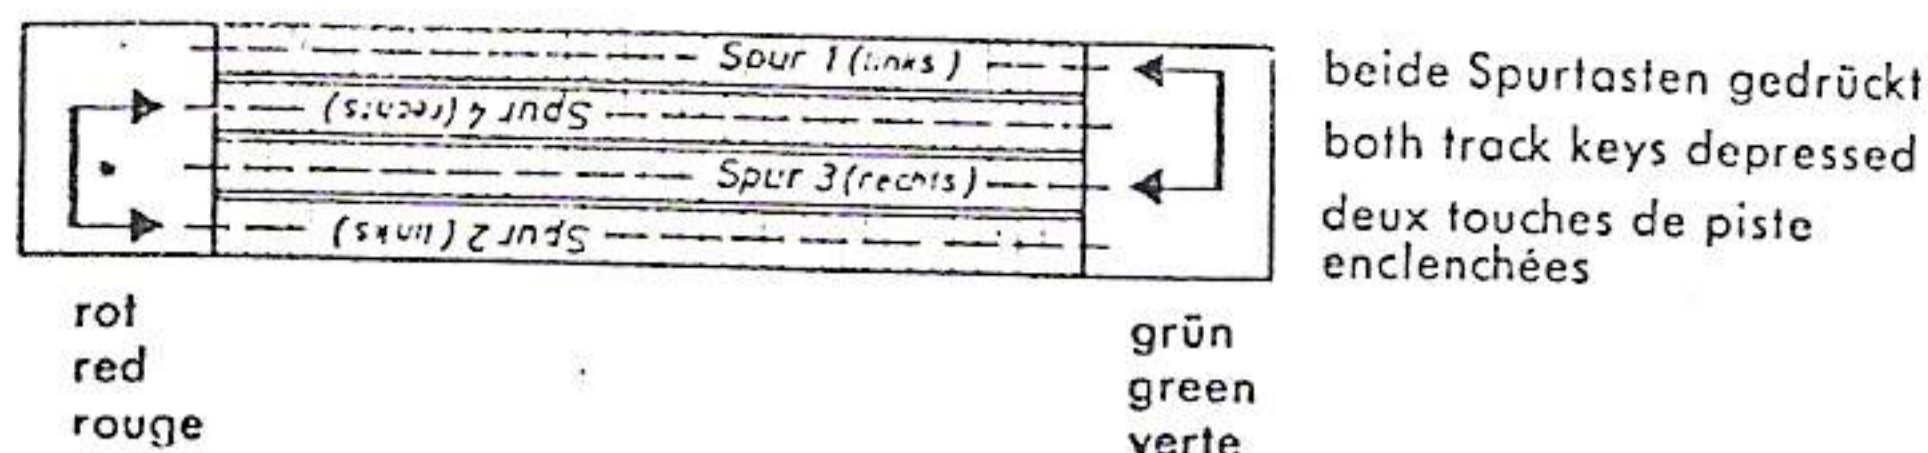 Spur 1 (links)
Spur 4 (rechts)
Spur 3 (rechts)
Spur 2 (links)
beide Spurtasten gedrückt
both track keys depressed
deux touches de piste
enclenchées
rot
red
rouge
grün
green
verte